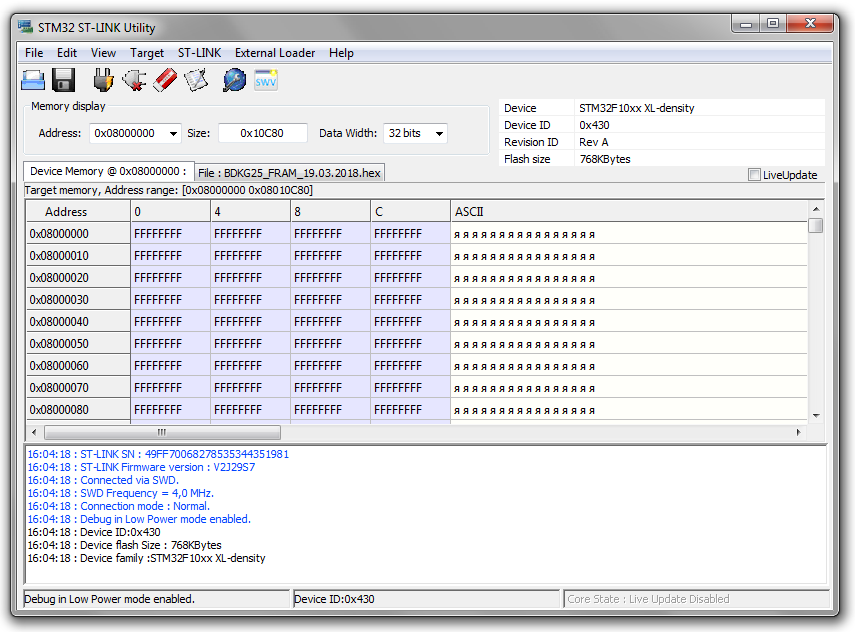 STM32 ST-LINK Utility
File Edit View Target ST-LINK External Loader Help
SWV
Memory display
Address: 0x08000000 Size: 0x10C80 Data Width: 32 bits
Device STM32F10xx XL-density
Device ID 0x430
Revision ID Rev A
Flash size 768KBytes
LiveUpdate
Device Memory @ 0x08000000 : File : BDKG25_FRAM_19.03.2018.hex
Target memory, Address range: [0x08000000 0x08010C80]
Address 0 4 8 C ASCII
0x08000000 FFFFFFFF FFFFFFFF FFFFFFFF FFFFFFFF я я я я я я я я я я я я я я я я
0x08000010 FFFFFFFF FFFFFFFF FFFFFFFF FFFFFFFF я я я я я я я я я я я я я я я я
0x08000020 FFFFFFFF FFFFFFFF FFFFFFFF FFFFFFFF я я я я я я я я я я я я я я я я
0x08000030 FFFFFFFF FFFFFFFF FFFFFFFF FFFFFFFF я я я я я я я я я я я я я я я я
0x08000040 FFFFFFFF FFFFFFFF FFFFFFFF FFFFFFFF я я я я я я я я я я я я я я я я
0x08000050 FFFFFFFF FFFFFFFF FFFFFFFF FFFFFFFF я я я я я я я я я я я я я я я я
0x08000060 FFFFFFFF FFFFFFFF FFFFFFFF FFFFFFFF я я я я я я я я я я я я я я я я
0x08000070 FFFFFFFF FFFFFFFF FFFFFFFF FFFFFFFF я я я я я я я я я я я я я я я я
0x08000080 FFFFFFFF FFFFFFFF FFFFFFFF FFFFFFFF я я я я я я я я я я я я я я я я
16:04:18 : ST-LINK SN : 49FF70068278535344351981
16:04:18 : ST-LINK Firmware version : V2J29S7
16:04:18 : Connected via SWD.
16:04:18 : SWD Frequency = 4,0 MHz.
16:04:18 : Connection mode : Normal.
16:04:18 : Debug in Low Power mode enabled.
16:04:18 : Device ID:0x430
16:04:18 : Device flash Size : 768KBytes
16:04:18 : Device family :STM32F10xx XL-density
Debug in Low Power mode enabled. Device ID:0x430 Core State : Live Update Disabled